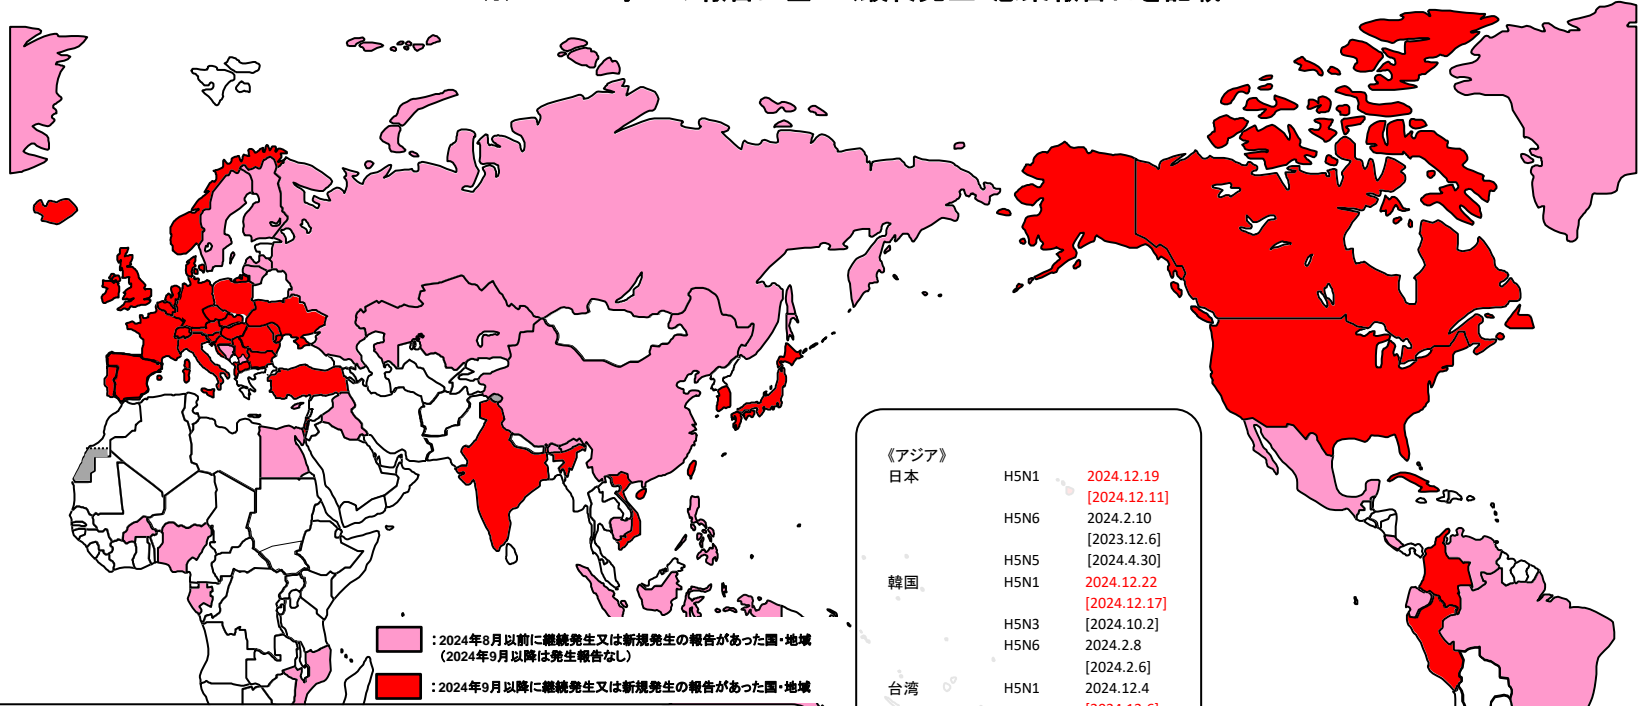 《アジア》
日本 H5N1 2024.12.19
[2024.12.11]
H5N6 2024.2.10
[2023.12.6]
H5N5 [2024.4.30]
韓国 H5N1 2024.12.22
[2024.12.17]
H5N3 [2024.10.2]
H5N6 2024.2.8
[2024.2.6]
台湾 H5N1 2024.12.4
:2024年8月以前に継続発生又は新規発生の報告があった国・地域
(2024年9月以降は発生報告なし)
:2024年9月以降に継続発生又は新規発生の報告があった国・地域